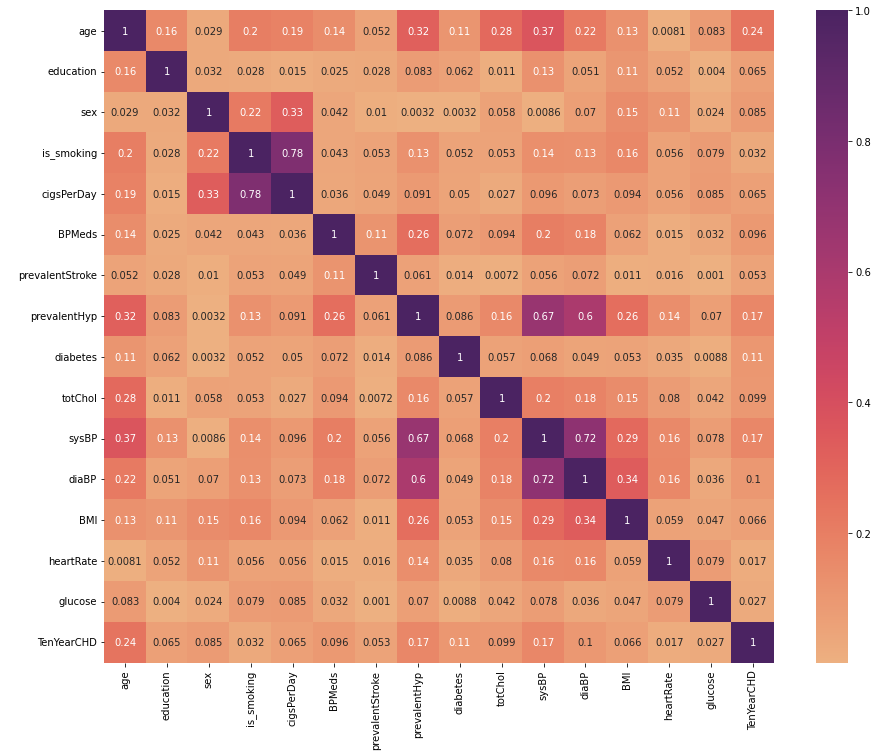 age 1 0.16 0.029 0.2 0.19 0.14 0.052 0.32 0.11 0.28 0.37 0.22 0.13 0.0081 0.083 0.24
education 0.16 1 0.032 0.028 0.015 0.025 0.028 0.083 0.062 0.011 0.13 0.051 0.11 0.052 0.004 0.065
sex 0.029 0.032 1 0.22 0.33 0.042 0.01 0.0032 0.0032 0.058 0.0086 0.07 0.15 0.11 0.024 0.085
is_smoking 0.2 0.028 0.22 1 0.78 0.043 0.053 0.13 0.052 0.053 0.14 0.13 0.16 0.056 0.079 0.032
cigsPerDay 0.19 0.015 0.33 0.78 1 0.036 0.049 0.091 0.05 0.027 0.096 0.073 0.094 0.056 0.085 0.065
BPMeds 0.14 0.025 0.042 0.043 0.036 1 0.11 0.26 0.072 0.094 0.2 0.18 0.062 0.015 0.032 0.096
prevalentStroke 0.052 0.028 0.01 0.053 0.049 0.11 1 0.061 0.014 0.0072 0.056 0.072 0.011 0.016 0.001 0.053
prevalentHyp 0.32 0.083 0.0032 0.13 0.091 0.26 0.061 1 0.086 0.16 0.67 0.6 0.26 0.14 0.07 0.17
diabetes 0.11 0.062 0.0032 0.052 0.05 0.072 0.014 0.086 1 0.057 0.068 0.049 0.053 0.035 0.0088 0.11
totChol 0.28 0.011 0.058 0.053 0.027 0.094 0.0072 0.16 0.057 1 0.2 0.18 0.15 0.08 0.042 0.099
sysBP 0.37 0.13 0.0086 0.14 0.096 0.2 0.056 0.67 0.068 0.2 1 0.72 0.29 0.16 0.078 0.17
diaBP 0.22 0.051 0.07 0.13 0.073 0.18 0.072 0.6 0.049 0.18 0.72 1 0.34 0.16 0.036 0.1
BMI 0.13 0.11 0.15 0.16 0.094 0.062 0.011 0.26 0.053 0.15 0.29 0.34 1 0.059 0.047 0.066
heartRate 0.0081 0.052 0.11 0.056 0.056 0.015 0.016 0.14 0.035 0.08 0.16 0.16 0.059 1 0.079 0.017
glucose 0.083 0.004 0.024 0.079 0.085 0.032 0.001 0.07 0.0088 0.042 0.078 0.036 0.047 0.079 1 0.027
TenYearCHD 0.24 0.065 0.085 0.032 0.065 0.096 0.053 0.17 0.11 0.099 0.17 0.1 0.066 0.017 0.027 1
age education sex is_smoking cigsPerDay BPMeds prevalentStroke prevalentHyp diabetes totChol sysBP diaBP BMI heartRate glucose TenYearCHD
1.0
0.8
0.6
0.4
0.2